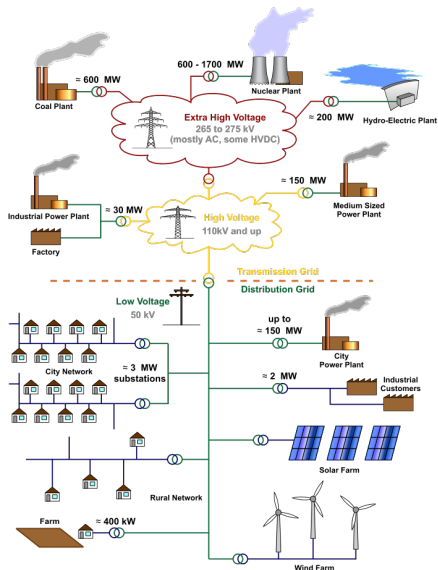 600 - 1700 MW
≈ 600 MW
Nuclear Plant
Coal Plant
Extra High Voltage
265 to 275 kV
(mostly AC, some HVDC)
≈ 200 MW
Hydro-Electric Plant
≈ 150 MW
≈ 30 MW
Industrial Power Plant
Medium Sized
Power Plant
High Voltage
110kV and up
Factory
Transmission Grid
Distribution Grid
Low Voltage
50 kV
up to
≈ 150 MW
City Network
City
Power Plant
≈ 3 MW
substations
≈ 2 MW
Industrial
Customers
Solar Farm
Rural Network
Farm
≈ 400 kW
Wind Farm